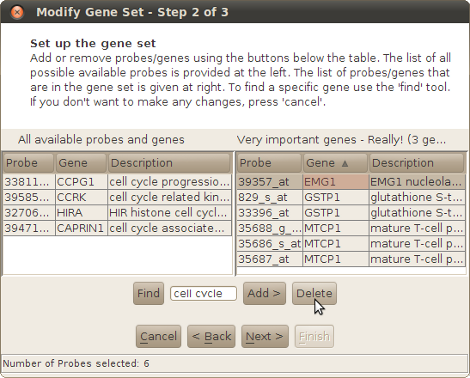 Modify Gene Set - Step 2 of 3
Set up the gene set
Add or remove probes/genes using the buttons below the table. The list of all
possible available probes is provided at the left. The list of probes/genes that
are in the gene set is given at right. To find a specific gene use the 'find' tool.
If you don't want to make any changes, press 'cancel'.
All available probes and genes
Probe Gene Description
33811... CCPG1 cell cycle progressio...
39585... CCRK cell cycle related kin...
32706... HIRA HIR histone cell cycl...
39471... CAPRIN1 cell cycle associate...
Very important genes - Really! (3 ge...
Probe Gene ▲ Description
39357_at EMG1 EMG1 nucleola...
829_s_at GSTP1 glutathione S-t...
33396_at GSTP1 glutathione S-t...
35688_g_... MTCP1 mature T-cell p...
35686_s_at MTCP1 mature T-cell p...
35687_at MTCP1 mature T-cell p...
Find cell cycle Add > Delete
Cancel < Back Next > Finish
Number of Probes selected: 6